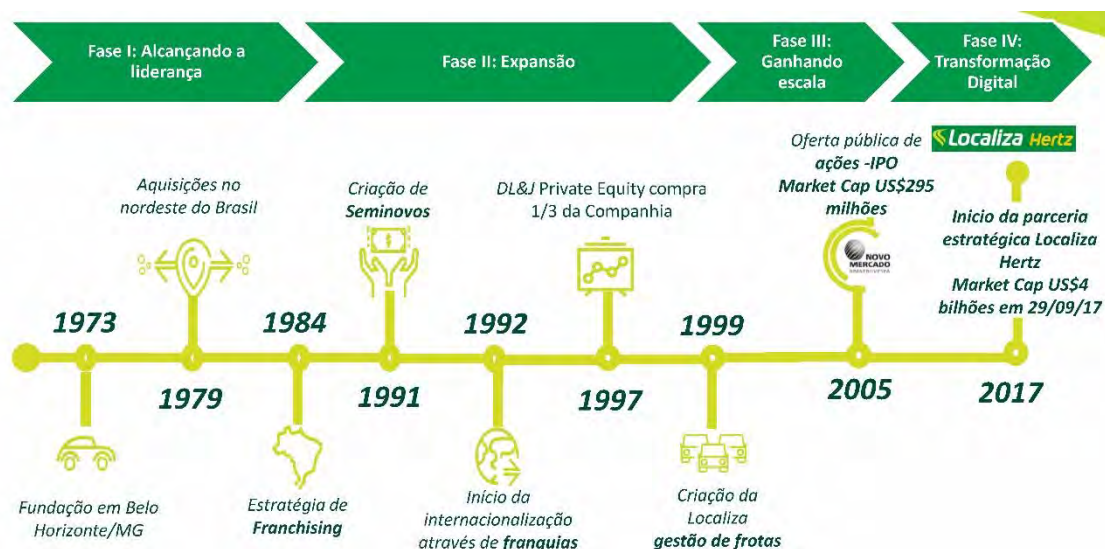 Fase I: Alcançando a
liderança
Fase II: Expansão
Fase III:
Ganhando
escala
Fase IV:
Transformação
Digital
Aquisições no
nordeste do Brasil
Criação de
Seminovos
DL&J Private Equity compra
1/3 da Companhia
Oferta pública de
ações -IPO
Market Cap US$295
milhões
Localiza Hertz
Inicio da parceria
estratégica Localiza
Hertz
Market Cap US$4
bilhões em 29/09/17
NOVO
MERCADO
1973
1984
1992
1999
1979
1991
1997
2005
2017
Fundação em Belo
Horizonte/MG
Estratégia de
Franchising
Início da
internacionalização
através de franquias
Criação da
Localiza
gestão de frotas